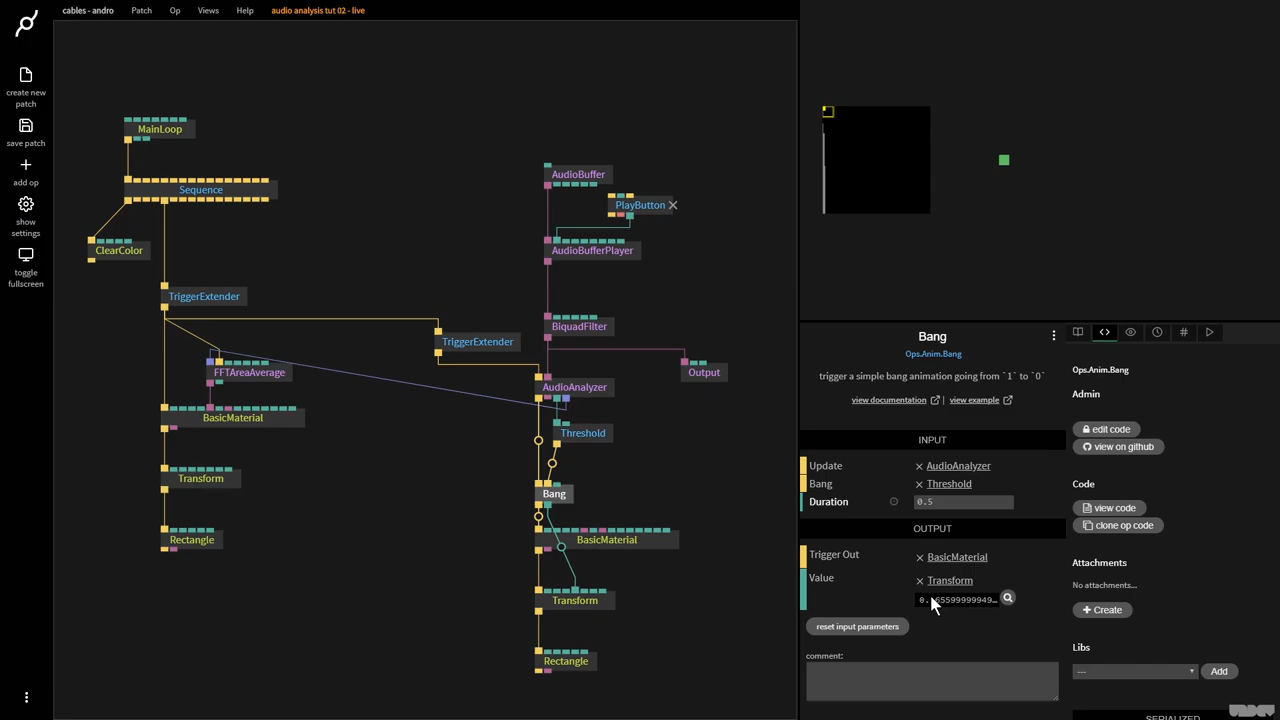 cables - andro
Patch
Op
Views
Help
audio analysis tut 02 - live
create new
patch
save patch
add op
show
settings
toggle
fullscreen
MainLoop
Sequence
ClearColor
TriggerExtender
FFTAreaAverage
BasicMaterial
Transform
Rectangle
TriggerExtender
AudioBuffer
PlayButton
AudioBufferPlayer
BiquadFilter
Output
AudioAnalyzer
Threshold
Bang
BasicMaterial
Transform
Rectangle
Bang
Ops.Anim.Bang
trigger a simple bang animation going from `1` to `0`
view documentation
view example
INPUT
Update
AudioAnalyzer
Bang
Threshold
Duration
0.5
OUTPUT
Trigger Out
BasicMaterial
Value
Transform
reset input parameters
comment:
Ops.Anim.Bang
Admin
edit code
view on github
Code
view code
clone op code
Attachments
No attachments...
Create
Libs
---
Add
SERIALIZED